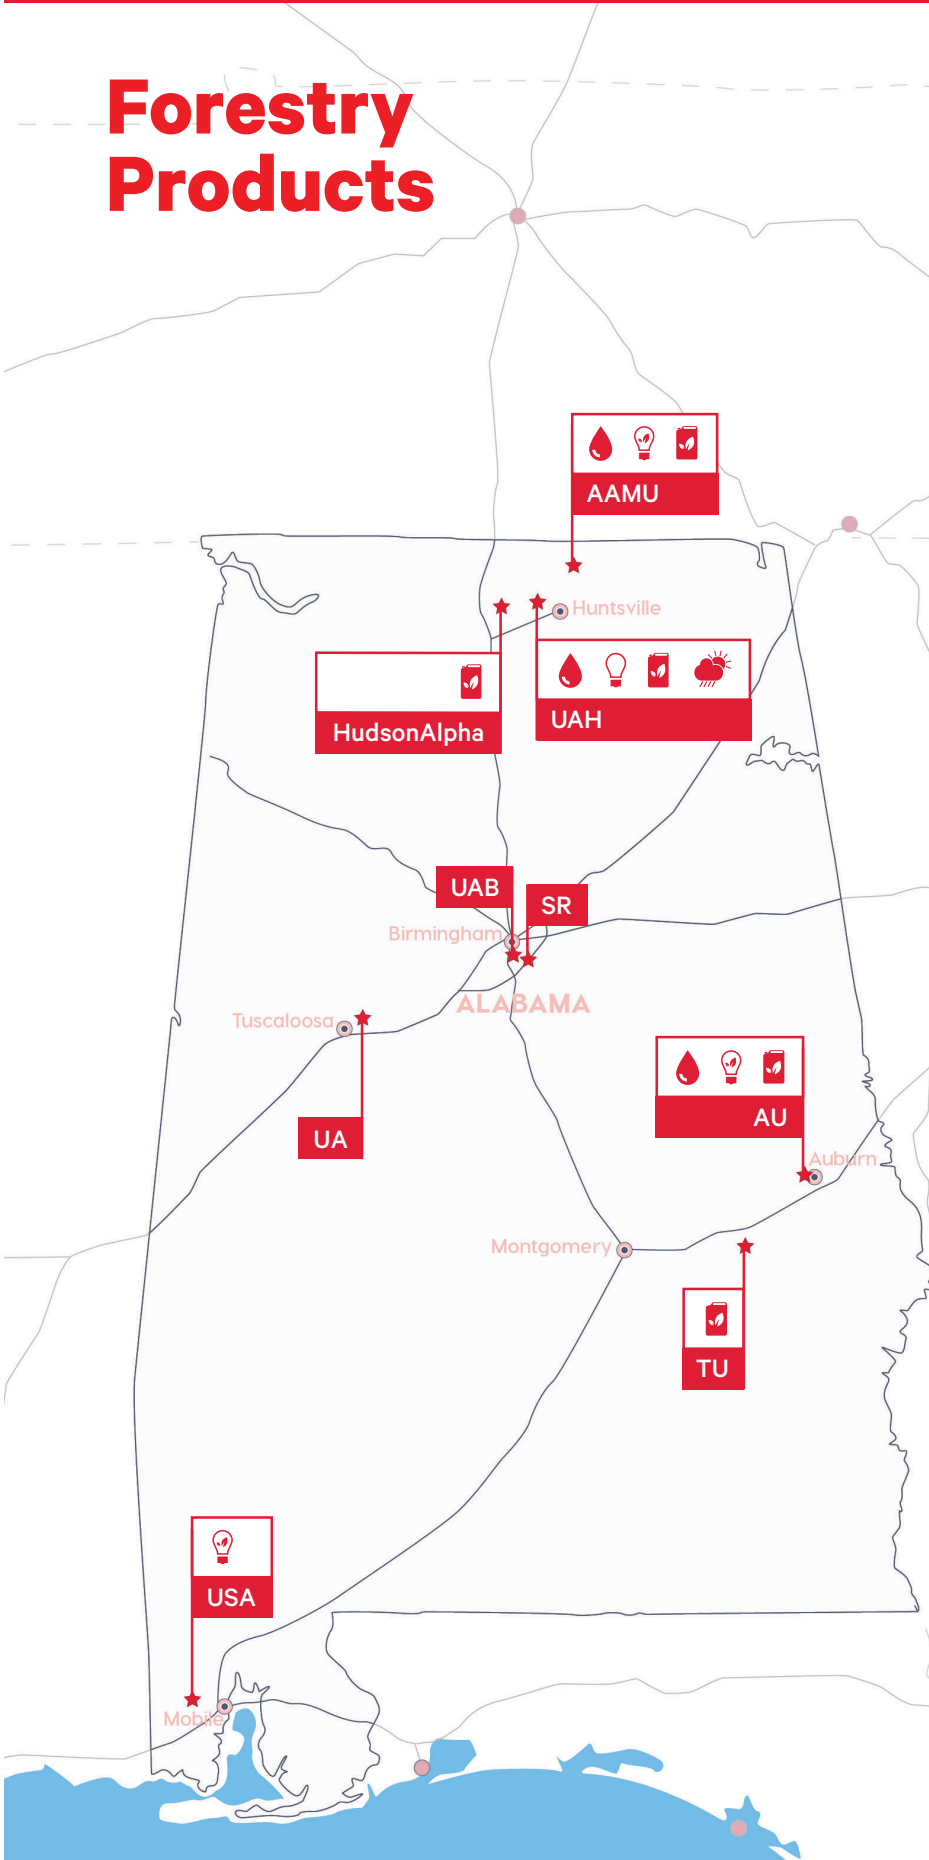 Forestry
Products
AAMU
Huntsville
HudsonAlpha
UAH
UAB
SR
Birmingham
ALABAMA
Tuscaloosa
UA
AU
Auburn
Montgomery
TU
USA
Mobile